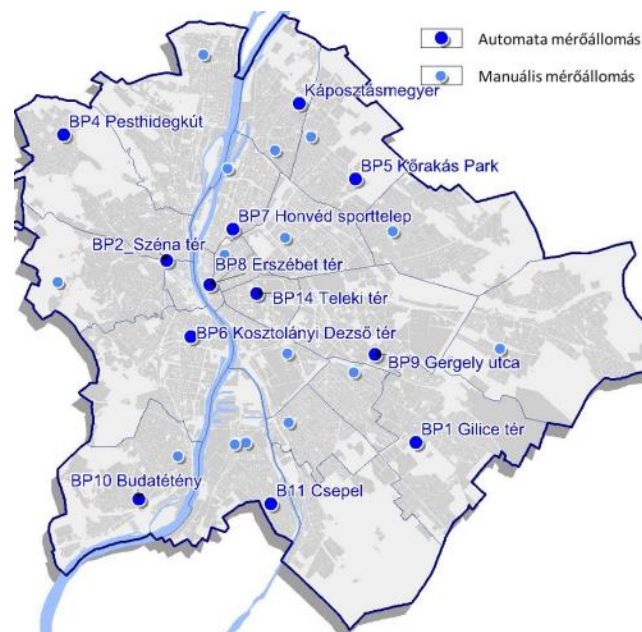 Automata mérőállomás
Manuális mérőállomás
Káposztásmegyer
BP4 Pesthidegkút
BP5 Kőrakás Park
BP7 Honvéd sporttelep
BP2_Széna tér
BP8 Erszébet tér
BP14 Teleki tér
BP6 Kosztolányi Dezső tér
BP9 Gergely utca
BP1 Gilice tér
BP10 Budatétény
B11 Csepel